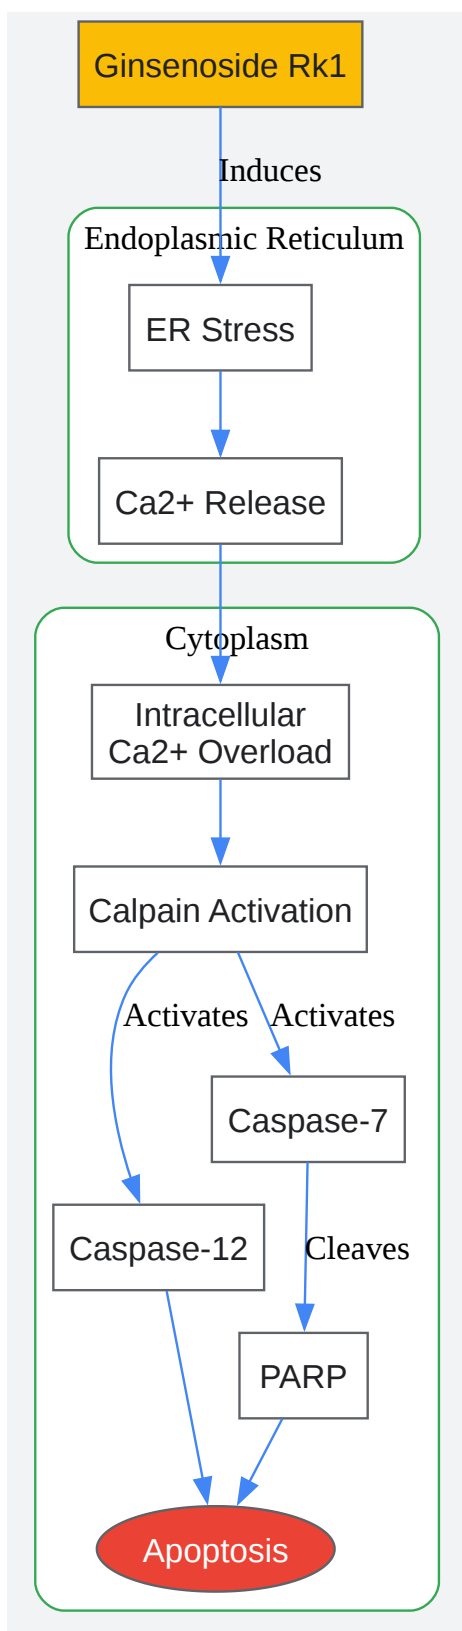 Ginsenoside Rk1
Induces
Endoplasmic Reticulum
ER Stress
Ca2+ Release
Cytoplasm
Intracellular
Ca2+ Overload
Calpain Activation
Activates
Activates
Caspase-7
Caspase-12
Cleaves
PARP
Apoptosis